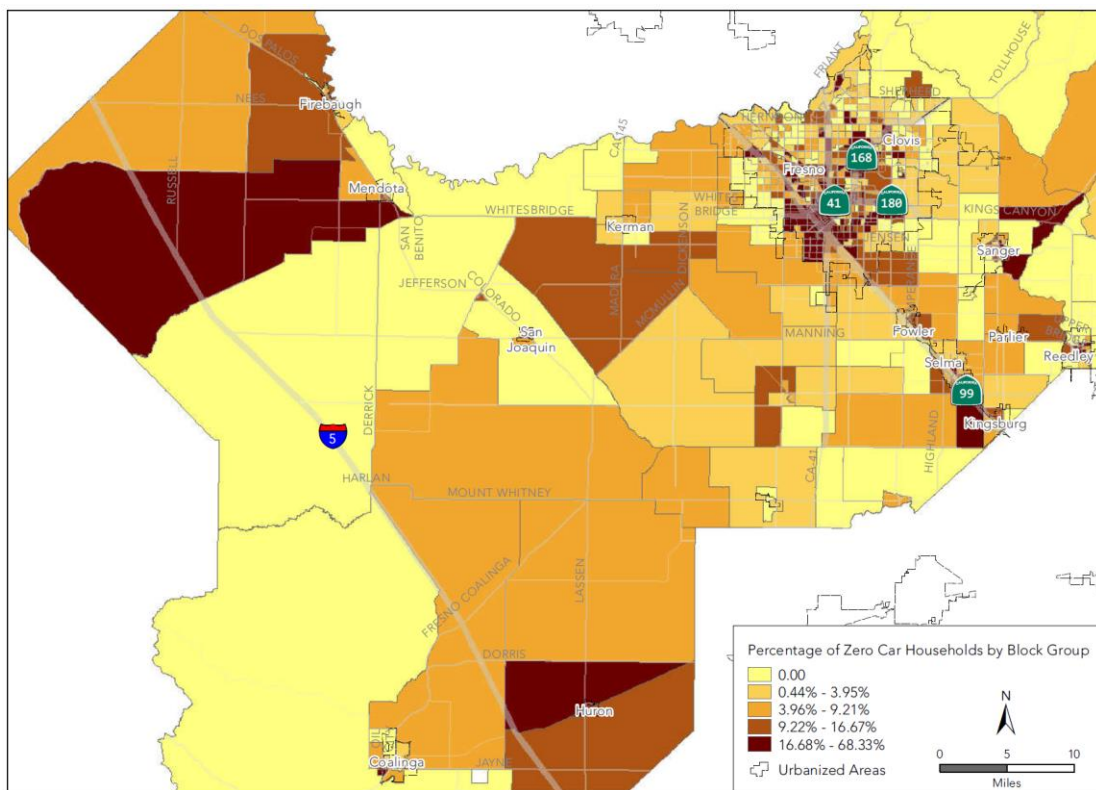 DOS PALOS
FRIANT
TOLLHOUSE
NEES
Firebaugh
SHEPHERD
CA-145
HERNDON
Clovis
CALIFORNIA
168
RUSSELL
Fresno
Mendota
CALIFORNIA
41
CALIFORNIA
180
WHITESBRIDGE
WHITES
BRIDGE
KINGS CANYON
SAN
BENITO
Kerman
DICKENSON
JENSEN
Sanger
JEFFERSON
COLORADO
MADERA
MCMULLIN
San
Joaquin
MANNING
Fowler
Parlier
Reedley
Selma
CALIFORNIA
99
DERRICK
Kingsburg
5
HIGHLAND
CA-41
HARLAN
MOUNT WHITNEY
FRESNO COALINGA
LASSEN
DORRIS
Huron
Coalinga
JAYNE
Percentage of Zero Car Households by Block Group
0.00
0.44% - 3.95%
3.96% - 9.21%
9.22% - 16.67%
16.68% - 68.33%
Urbanized Areas
N
0 5 10
Miles